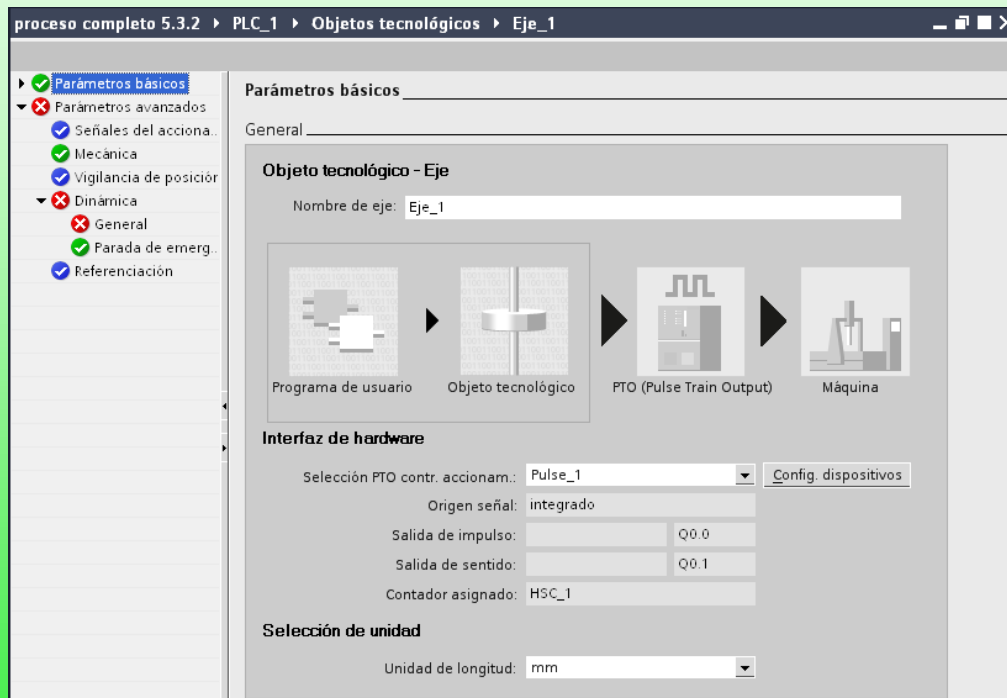 proceso completo 5.3.2 ▸ PLC_1 ▸ Objetos tecnológicos ▸ Eje_1
Parámetros básicos
Parámetros avanzados
Señales del acciona..
Mecánica
Vigilancia de posición
Dinámica
General
Parada de emerg..
Referenciación
Parámetros básicos
General
Objeto tecnológico - Eje
Nombre de eje: Eje_1
Programa de usuario
Objeto tecnológico
PTO (Pulse Train Output)
Máquina
Interfaz de hardware
Selección PTO contr. accionam.: Pulse_1 Config. dispositivos
Origen señal: integrado
Salida de impulso: Q0.0
Salida de sentido: Q0.1
Contador asignado: HSC_1
Selección de unidad
Unidad de longitud: mm